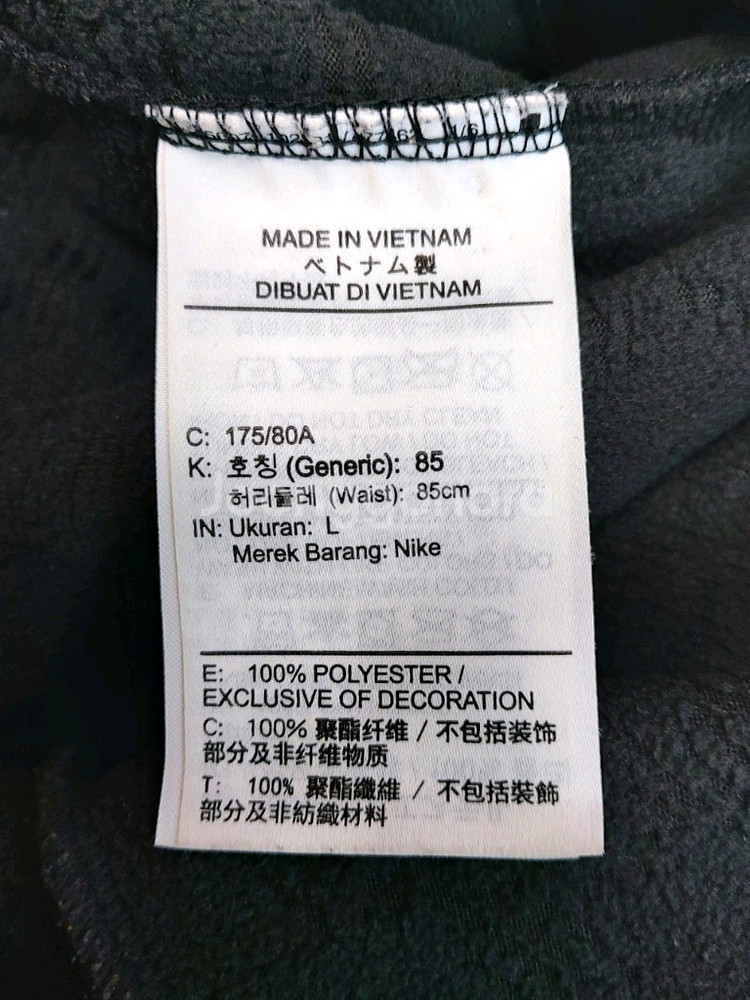 MADE IN VIETNAM
ベトナム製
DIBUAT DI VIETNAM
C: 175/80A
K: 호칭 (Generic): 85
허리둘레 (Waist): 85cm
IN: Ukuran: L
Merek Barang: Nike
E: 100% POLYESTER /
EXCLUSIVE OF DECORATION
C: 100% 聚酯纤维 / 不包括装饰
部分及非纤维物质
T: 100% 聚酯纖維 / 不包括裝飾
部分及非紡織材料